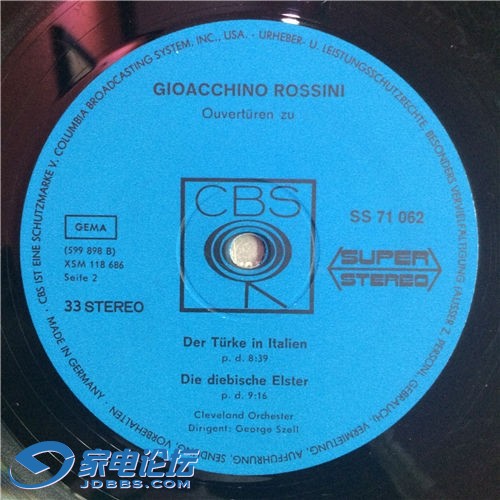 CBS IST EINE SCHUTZMARKE V. COLUMBIA BROADCASTING SYSTEM, INC., USA. - URHEBER- U. LEISTUNGSSCHUTZRECHTE, BESONDERS VERVIELFÄLTIGUNG (AUSSER Z. PERSÖNL. GEBRAUCH), VERMIETUNG, AUFFÜHRUNG, SENDUNG, VORBEHALTEN. · MADE IN GERMANY ·
GIOACCHINO ROSSINI
Ouvertüren zu
CBS
GEMA
(599 898 B)
XSM 118 686
Seite 2
33 STEREO
SS 71 062
SUPER
STEREO
Der Türke in Italien
p. d. 8:39
Die diebische Elster
p. d. 9:16
Cleveland Orchester
Dirigent: George Szell
家电论坛
JDBBS.COM